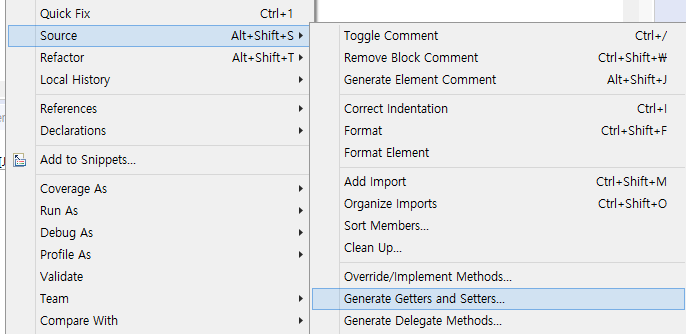 Quick Fix Ctrl+1
Source Alt+Shift+S
Refactor Alt+Shift+T
Local History
References
Declarations
Add to Snippets...
Coverage As
Run As
Debug As
Profile As
Validate
Team
Compare With
Toggle Comment Ctrl+/
Remove Block Comment Ctrl+Shift+₩
Generate Element Comment Alt+Shift+J
Correct Indentation Ctrl+I
Format Ctrl+Shift+F
Format Element
Add Import Ctrl+Shift+M
Organize Imports Ctrl+Shift+O
Sort Members...
Clean Up...
Override/Implement Methods...
Generate Getters and Setters...
Generate Delegate Methods...